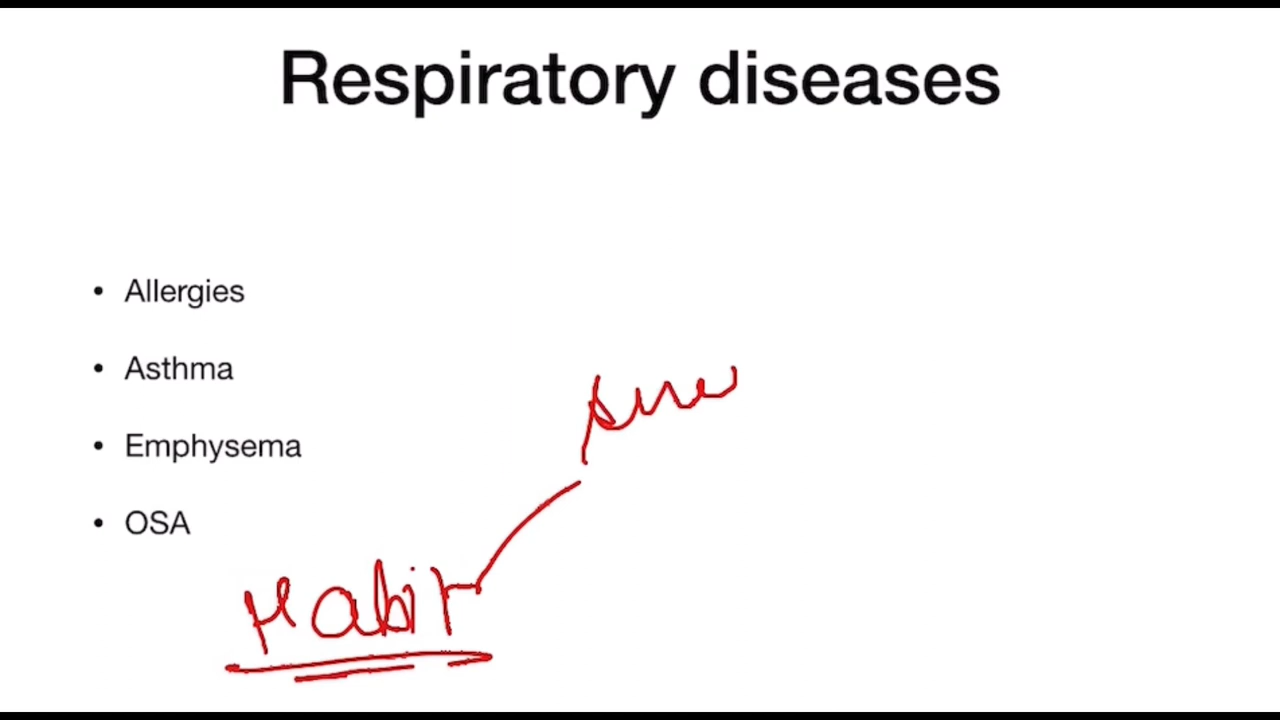 Respiratory diseases
• Allergies
• Asthma
• Emphysema
• OSA
Habit